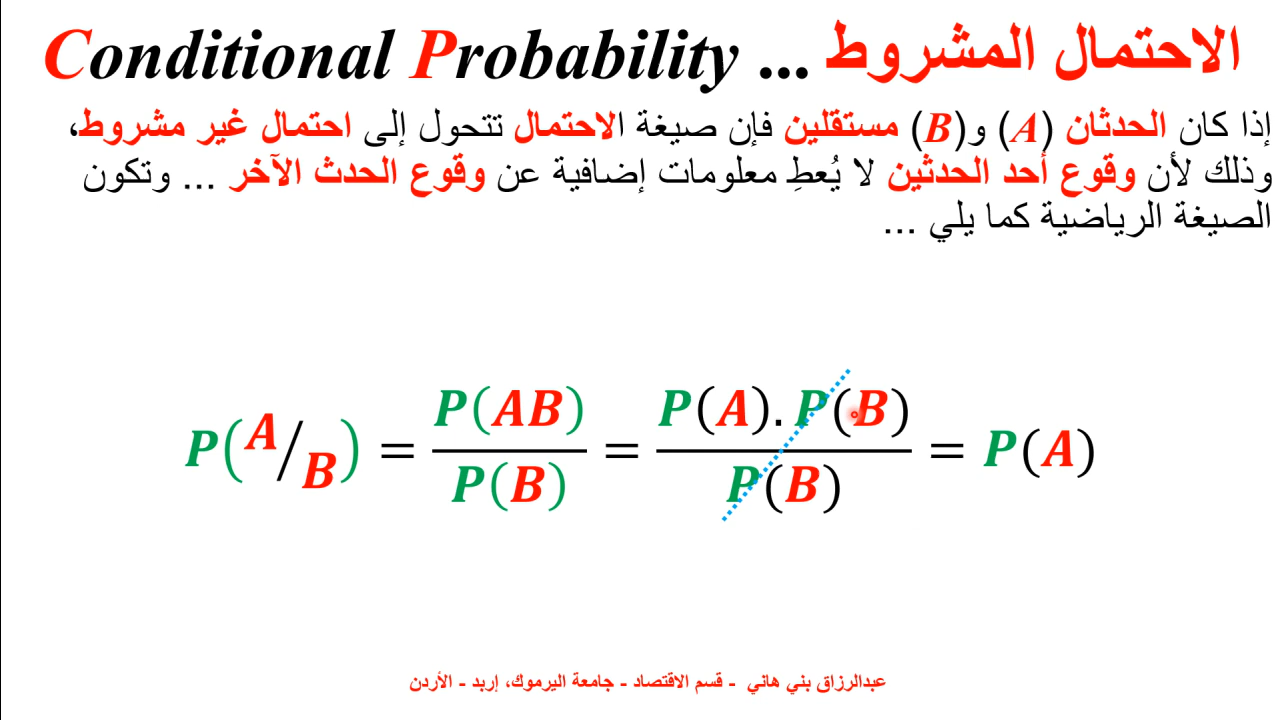 الاحتمال المشروط ... Conditional Probability
إذا كان الحدثان (A) و(B) مستقلين فإن صيغة الاحتمال تتحول إلى احتمال غير مشروط،
وذلك لأن وقوع أحد الحدثين لا يُعطِ معلومات إضافية عن وقوع الحدث الآخر ... وتكون
الصيغة الرياضية كما يلي ...
P(A/B) = P(AB)/P(B) = P(A).P(B)/P(B) = P(A)
عبدالرزاق بني هاني - قسم الاقتصاد - جامعة اليرموك، إربد - الأردن